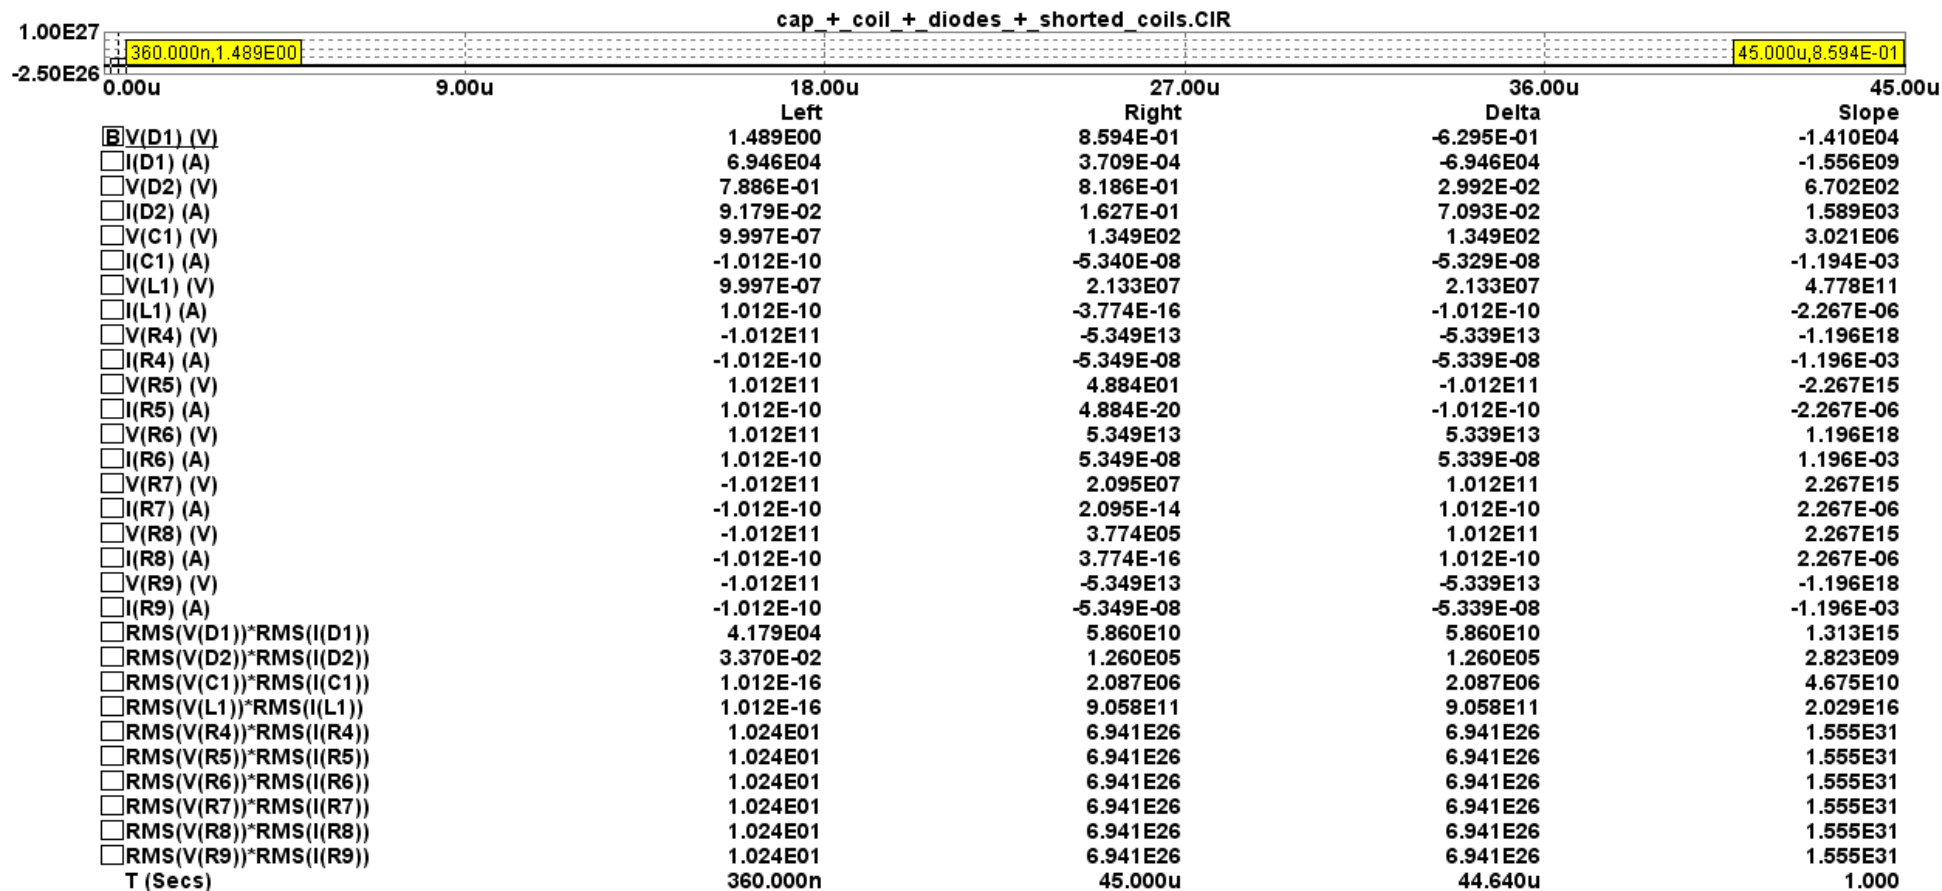 cap_+_coil_+_diodes_+_shorted_coils.CIR
1.00E27
360.000n,1.489E00 45.000u,8.594E-01
-2.50E26
0.00u 9.00u 18.00u 27.00u 36.00u 45.00u
Left Right Delta Slope
B V(D1) (V) 1.489E00 8.594E-01 -6.295E-01 -1.410E04
I(D1) (A) 6.946E04 3.709E-04 -6.946E04 -1.556E09
V(D2) (V) 7.886E-01 8.186E-01 2.992E-02 6.702E02
I(D2) (A) 9.179E-02 1.627E-01 7.093E-02 1.589E03
V(C1) (V) 9.997E-07 1.349E02 1.349E02 3.021E06
I(C1) (A) -1.012E-10 -5.340E-08 -5.329E-08 -1.194E-03
V(L1) (V) 9.997E-07 2.133E07 2.133E07 4.778E11
I(L1) (A) 1.012E-10 -3.774E-16 -1.012E-10 -2.267E-06
V(R4) (V) -1.012E11 -5.349E13 -5.339E13 -1.196E18
I(R4) (A) -1.012E-10 -5.349E-08 -5.339E-08 -1.196E-03
V(R5) (V) 1.012E11 4.884E01 -1.012E11 -2.267E15
I(R5) (A) 1.012E-10 4.884E-20 -1.012E-10 -2.267E-06
V(R6) (V) 1.012E11 5.349E13 5.339E13 1.196E18
I(R6) (A) 1.012E-10 5.349E-08 5.339E-08 1.196E-03
V(R7) (V) -1.012E11 2.095E07 1.012E11 2.267E15
I(R7) (A) -1.012E-10 2.095E-14 1.012E-10 2.267E-06
V(R8) (V) -1.012E11 3.774E05 1.012E11 2.267E15
I(R8) (A) -1.012E-10 3.774E-16 1.012E-10 2.267E-06
V(R9) (V) -1.012E11 -5.349E13 -5.339E13 -1.196E18
I(R9) (A) -1.012E-10 -5.349E-08 -5.339E-08 -1.196E-03
RMS(V(D1))*RMS(I(D1)) 4.179E04 5.860E10 5.860E10 1.313E15
RMS(V(D2))*RMS(I(D2)) 3.370E-02 1.260E05 1.260E05 2.823E09
RMS(V(C1))*RMS(I(C1)) 1.012E-16 2.087E06 2.087E06 4.675E10
RMS(V(L1))*RMS(I(L1)) 1.012E-16 9.058E11 9.058E11 2.029E16
RMS(V(R4))*RMS(I(R4)) 1.024E01 6.941E26 6.941E26 1.555E31
RMS(V(R5))*RMS(I(R5)) 1.024E01 6.941E26 6.941E26 1.555E31
RMS(V(R6))*RMS(I(R6)) 1.024E01 6.941E26 6.941E26 1.555E31
RMS(V(R7))*RMS(I(R7)) 1.024E01 6.941E26 6.941E26 1.555E31
RMS(V(R8))*RMS(I(R8)) 1.024E01 6.941E26 6.941E26 1.555E31
RMS(V(R9))*RMS(I(R9)) 1.024E01 6.941E26 6.941E26 1.555E31
T (Secs) 360.000n 45.000u 44.640u 1.000